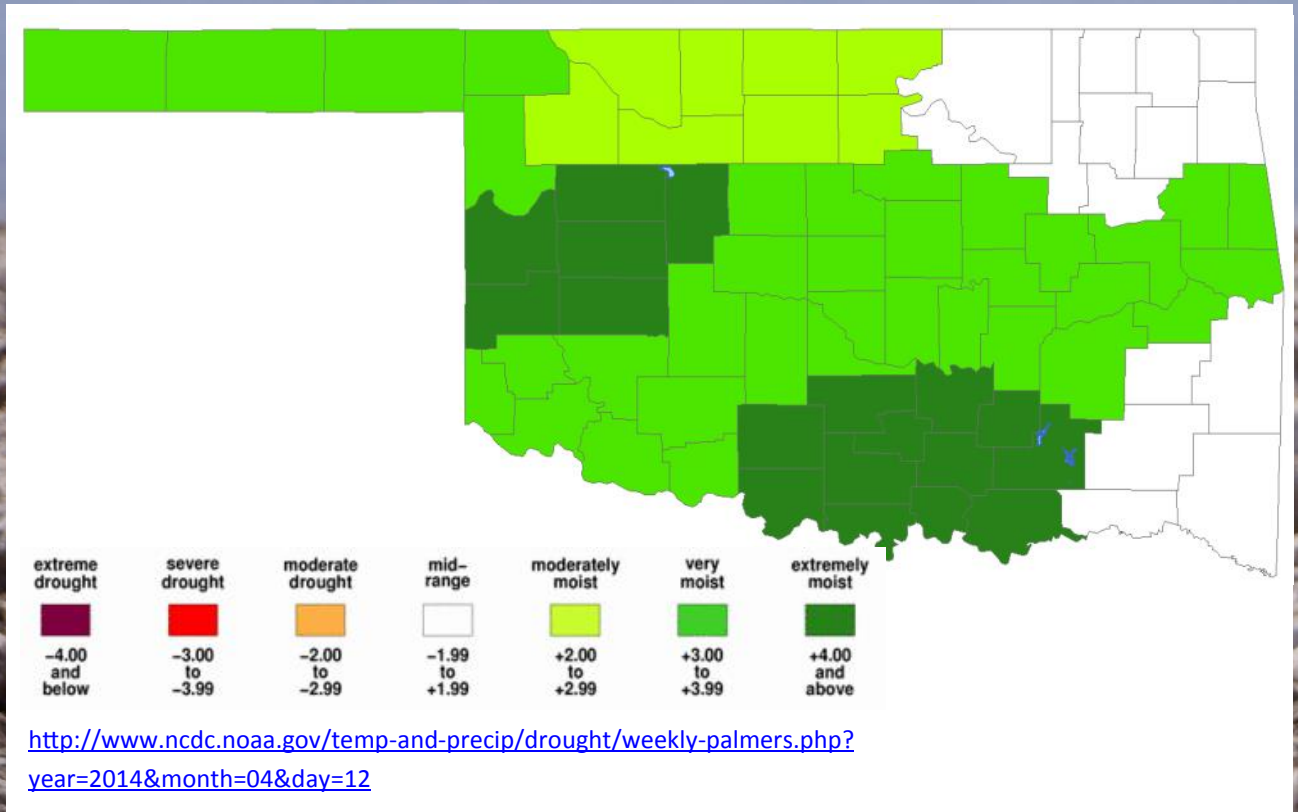 extreme drought
severe drought
moderate drought
mid–range
moderately moist
very moist
extremely moist
−4.00 and below
−3.00 to −3.99
−2.00 to −2.99
−1.99 to +1.99
+2.00 to +2.99
+3.00 to +3.99
+4.00 and above
http://www.ncdc.noaa.gov/temp-and-precip/drought/weekly-palmers.php?
year=2014&month=04&day=12